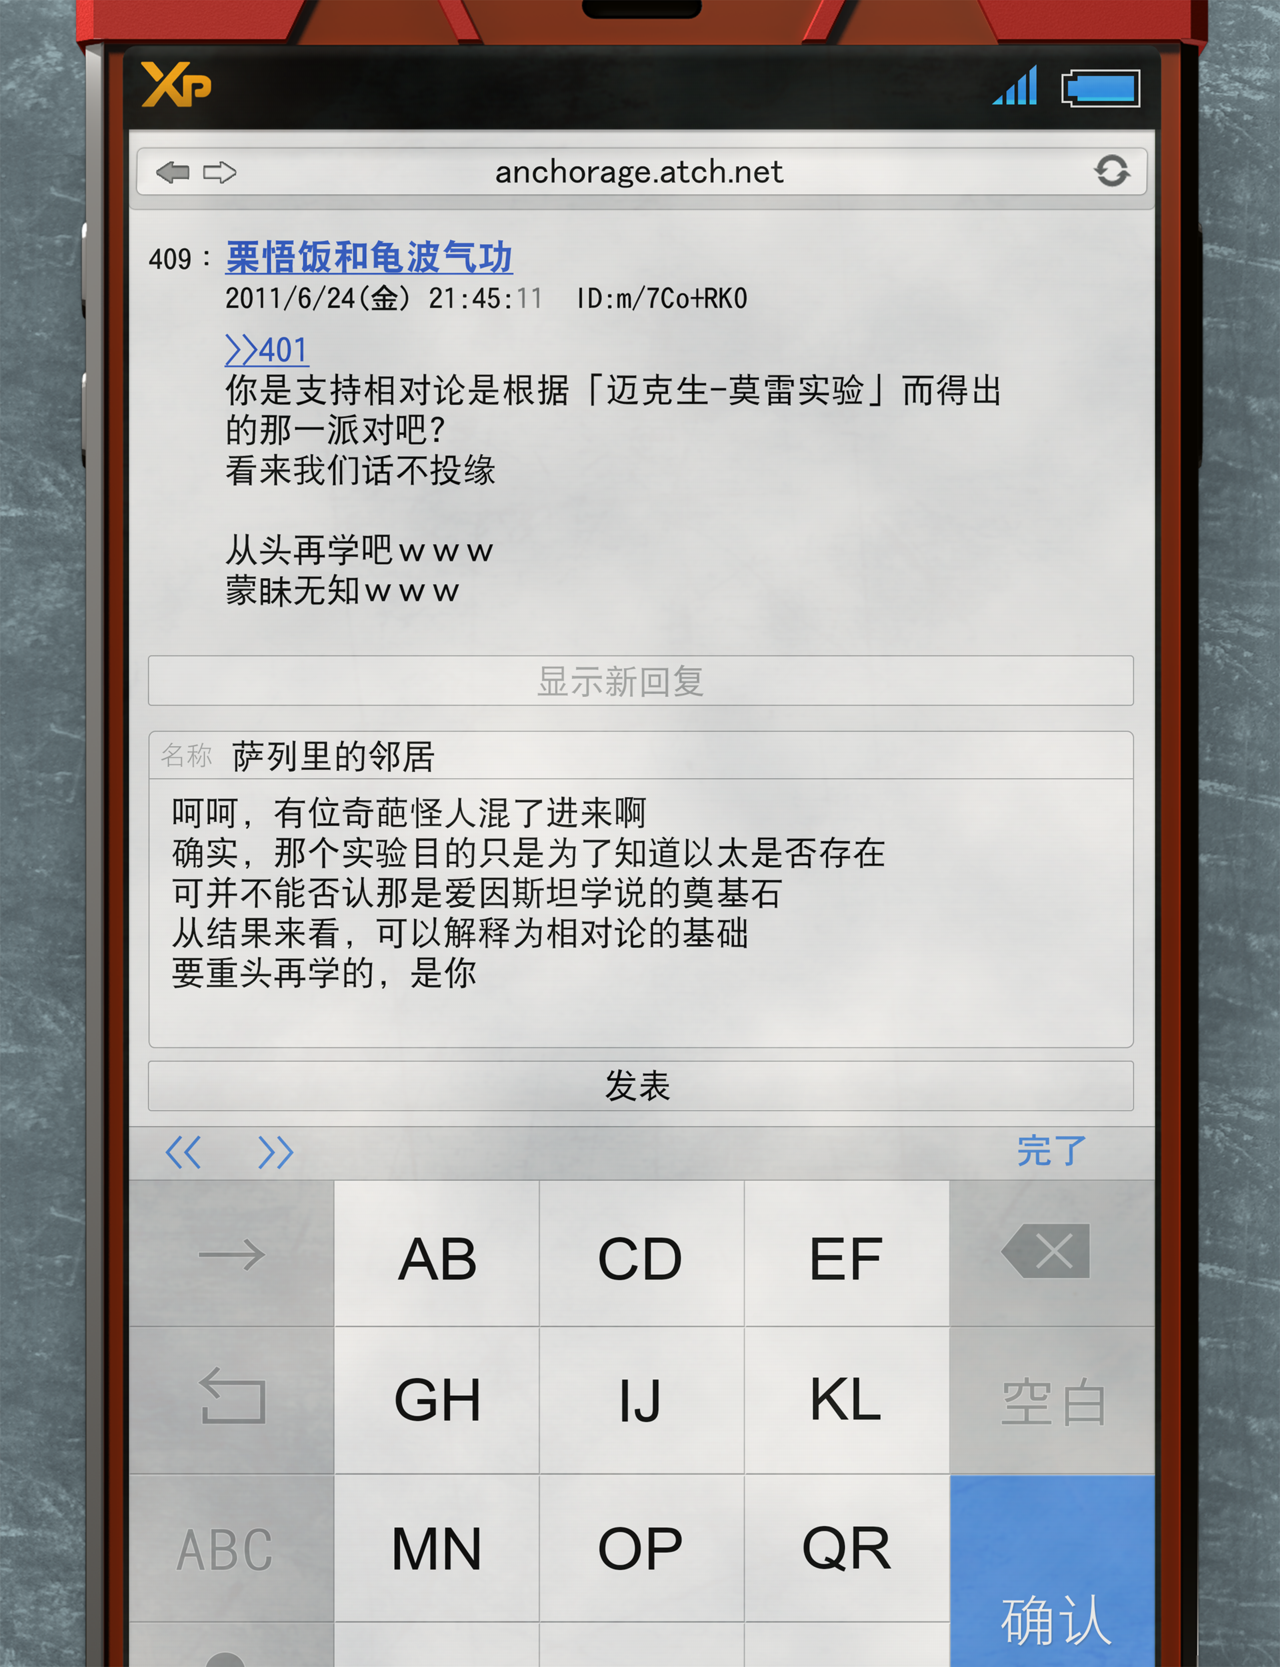 XP
anchorage.atch.net
409：栗悟饭和龟波气功
2011/6/24(金) 21:45:11 ID:m/7Co+RK0
>>401
你是支持相对论是根据「迈克生-莫雷实验」而得出
的那一派对吧?
看来我们话不投缘
从头再学吧ｗｗｗ
蒙昧无知ｗｗｗ
显示新回复
名称 萨列里的邻居
呵呵，有位奇葩怪人混了进来啊
确实，那个实验目的只是为了知道以太是否存在
可并不能否认那是爱因斯坦学说的奠基石
从结果来看，可以解释为相对论的基础
要重头再学的，是你
发表
<< >> 完了
→ AB CD EF
GH IJ KL 空白
ABC MN OP QR
确认